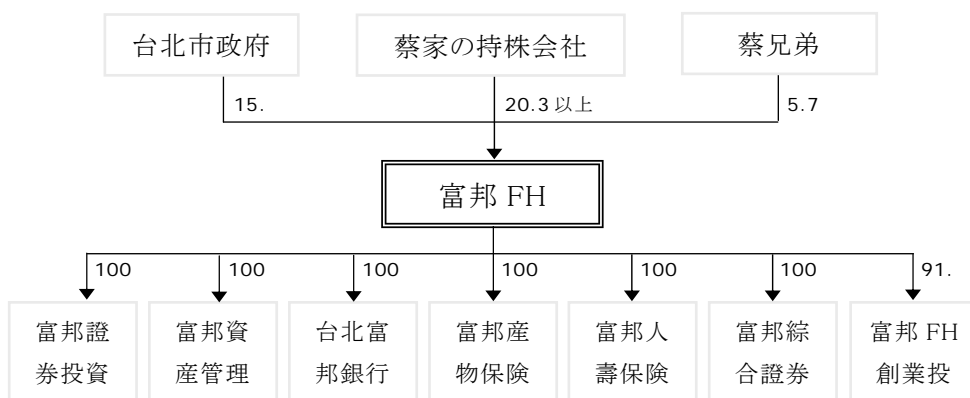 台北市政府
蔡家の持株会社
蔡兄弟
15.
20.3 以上
5.7
富邦 FH
100
100
100
100
100
100
91.
富邦證
券投資
富邦資
産管理
台北富
邦銀行
富邦産
物保険
富邦人
壽保険
富邦綜
合證券
富邦 FH
創業投